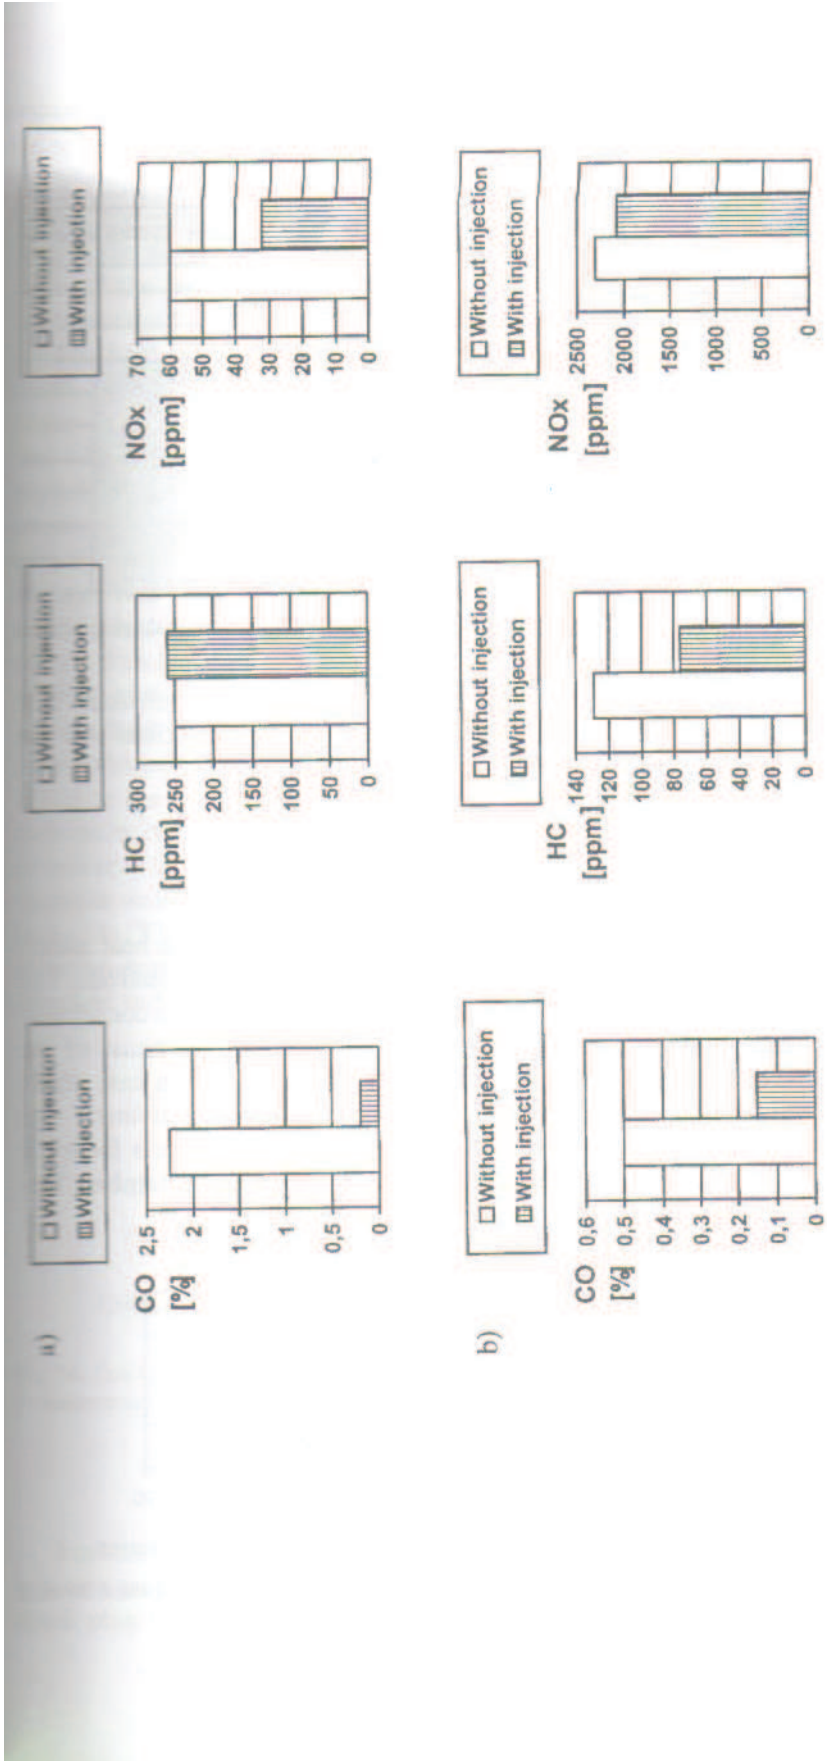 a)
Without injection
With injection
CO
[%]
2,5
2
1,5
1
0,5
0
Without injection
With injection
HC
[ppm]
300
250
200
150
100
50
0
Without injection
With injection
NOx
[ppm]
70
60
50
40
30
20
10
0
b)
Without injection
With injection
CO
[%]
0,6
0,5
0,4
0,3
0,2
0,1
0
Without injection
With injection
HC
[ppm]
140
120
100
80
60
40
20
0
Without injection
With injection
NOx
[ppm]
2500
2000
1500
1000
500
0